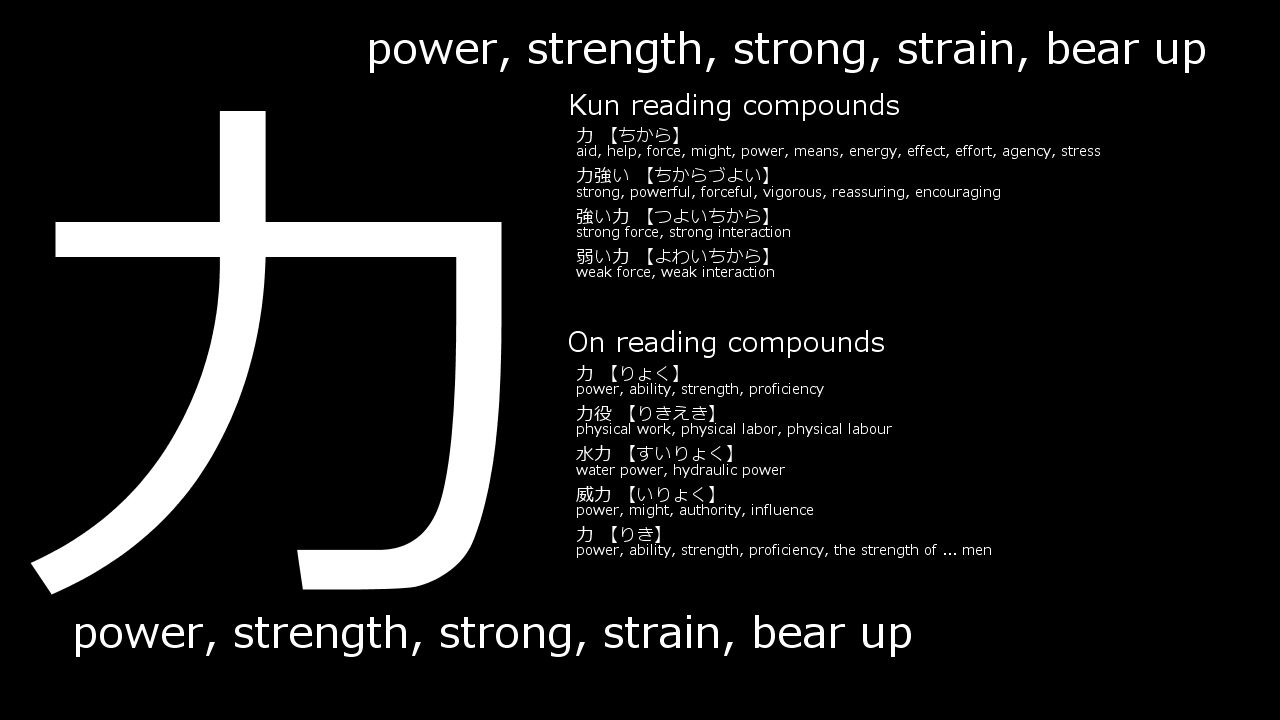 power, strength, strong, strain, bear up
力
Kun reading compounds
力 【ちから】
aid, help, force, might, power, means, energy, effect, effort, agency, stress
力強い 【ちからづよい】
strong, powerful, forceful, vigorous, reassuring, encouraging
強い力 【つよいちから】
strong force, strong interaction
弱い力 【よわいちから】
weak force, weak interaction
On reading compounds
力 【りょく】
power, ability, strength, proficiency
力役 【りきえき】
physical work, physical labor, physical labour
水力 【すいりょく】
water power, hydraulic power
威力 【いりょく】
power, might, authority, influence
力 【りき】
power, ability, strength, proficiency, the strength of ... men
power, strength, strong, strain, bear up